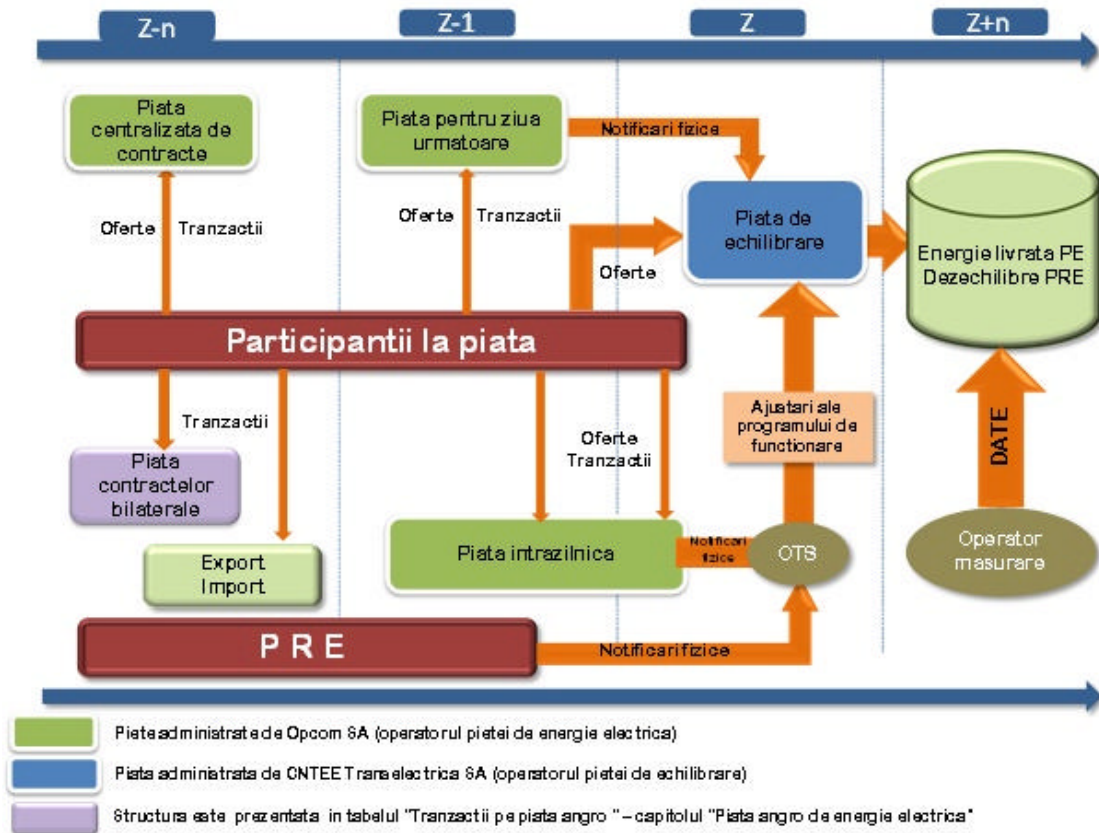 Z-n
Z-1
Z
Z+n
Piata
centralizata de
contracte
Piata pentru ziua
urmatoare
Notificari fizice
Oferte
Tranzactii
Oferte
Tranzactii
Oferte
Piata de
echilibrare
Energie livrata PE
Dezechilibre PRE
Participantii la piata
Tranzactii
Piata
contractelor
bilaterale
Oferte
Tranzactii
Ajustari ale
programului de
functionare
DATE
Export
Import
Piata intrazilnica
Notificari
fizice
OTS
Operator
masurare
P R E
Notificari fizice
Piete administrate de Opcom SA (operatorul pietei de energie electrica)
Piata administrata de CNTEE Transelectrica SA (operatorul pietei de echilibrare)
Structura este prezentata in tabelul "Tranzactii pe piata angro " – capitolul "Piata angro de energie electrica"